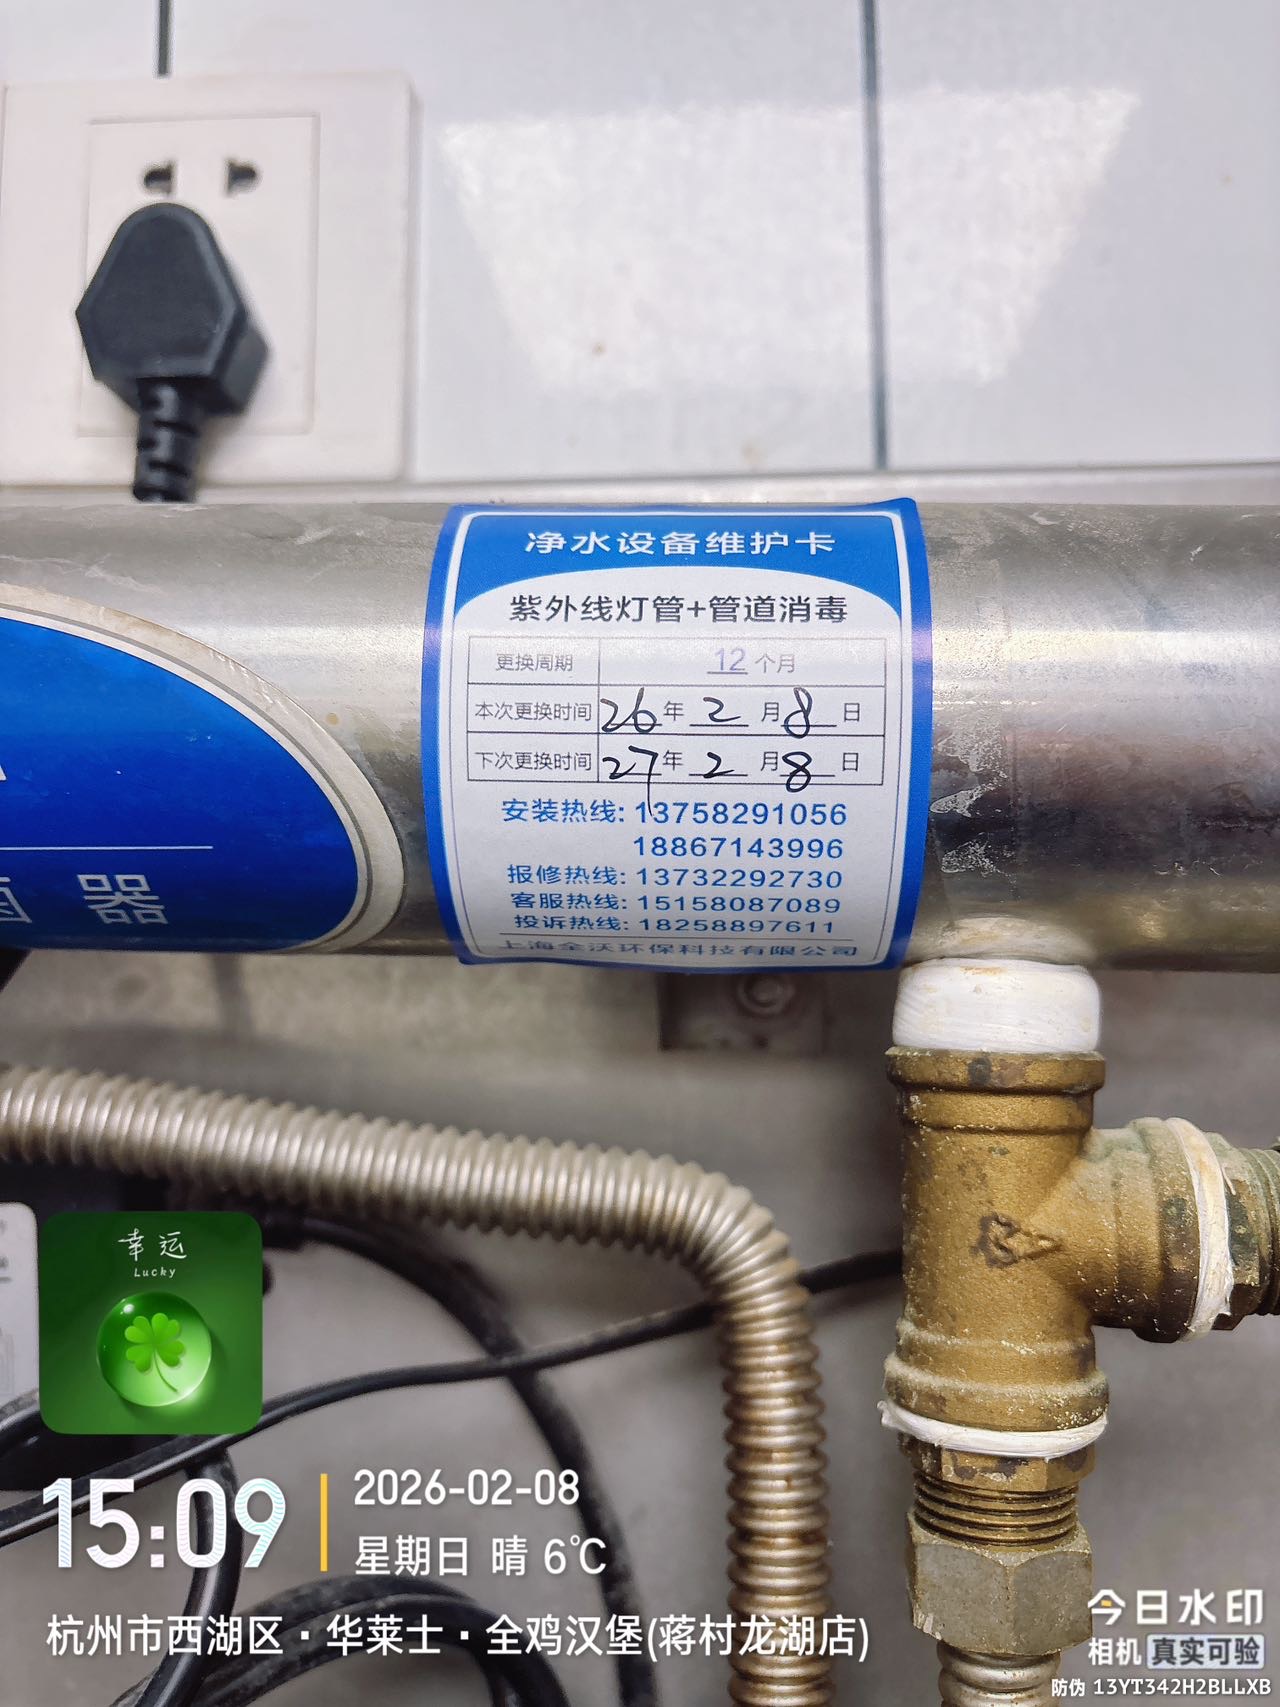 净水设备维护卡
紫外线灯管+管道消毒
更换周期 12 个月
本次更换时间 26年 2 月 8 日
下次更换时间 27年 2 月 8 日
安装热线: 13758291056
18867143996
报修热线: 13732292730
客服热线: 15158087089
投诉热线: 18258897611
上海全沃环保科技有限公司
器
幸运
Lucky
15:09
2026-02-08
星期日 晴 6℃
杭州市西湖区·华莱士·全鸡汉堡(蒋村龙湖店)
今日水印
相机 真实可验
防伪 13YT342H2BLLXB